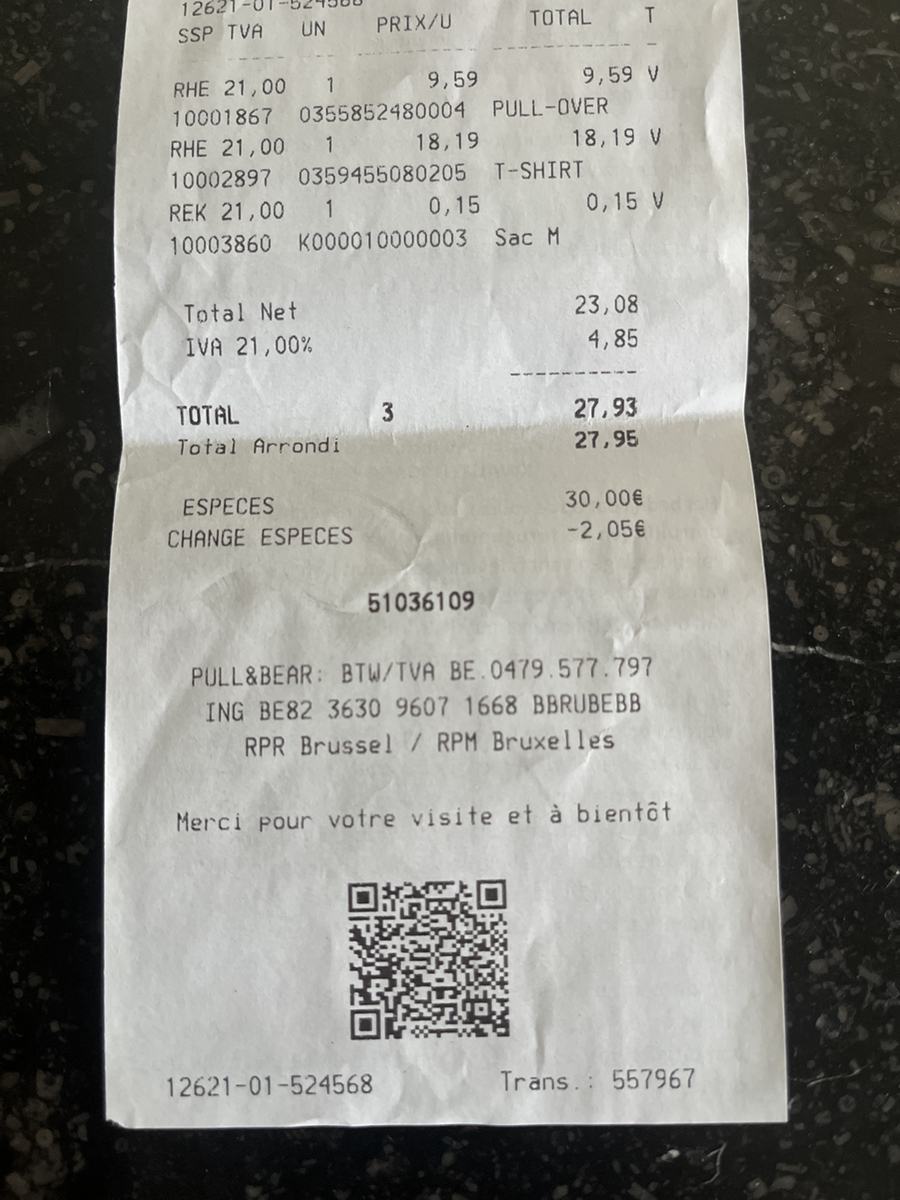 12621-01-524568
SSP TVA UN PRIX/U TOTAL T
RHE 21,00 1 9,59 9,59 V
10001867 0355852480004 PULL-OVER
RHE 21,00 1 18,19 18,19 V
10002897 0359455080205 T-SHIRT
REK 21,00 1 0,15 0,15 V
10003860 K000010000003 Sac M
Total Net 23,08
IVA 21,00% 4,85
----------
TOTAL 3 27,93
Total Arrondi 27,95
ESPECES 30,00€
CHANGE ESPECES -2,05€
51036109
PULL&BEAR: BTW/TVA BE.0479.577.797
ING BE82 3630 9607 1668 BBRUBEBB
RPR Brussel / RPM Bruxelles
Merci pour votre visite et à bientôt
12621-01-524568 Trans.: 557967